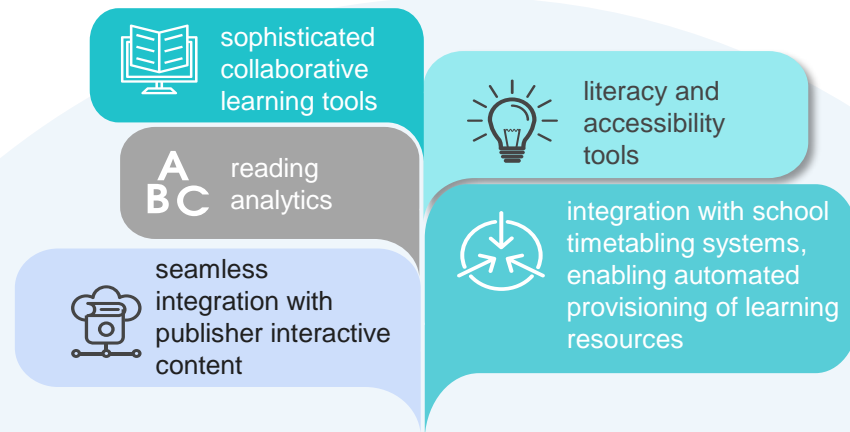 sophisticated
collaborative
learning tools
literacy and
accessibility
tools
A
B C
reading
analytics
integration with school
timetabling systems,
enabling automated
provisioning of learning
resources
seamless
integration with
publisher interactive
content